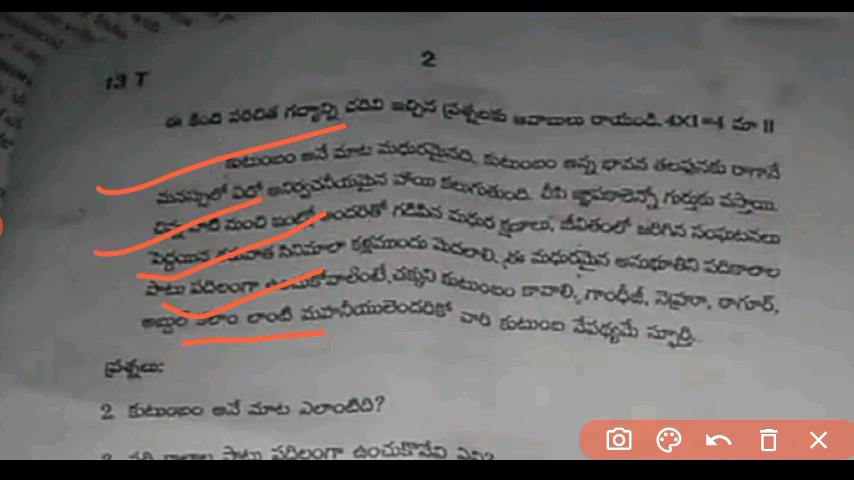 2
13 T
ఈ కింది పరిచిత గద్యాన్ని చదివి ఇచ్చిన ప్రశ్నలకు జవాబులు రాయండి. 4X1=4 మా ||
కుటుంబం అనే మాట మధురమైనది. కుటుంబం అన్న భావన తలపునకు రాగానే
మనస్సులో ఏదో అనిర్వచనీయమైన హాయి కలుగుతుంది. తీపి జ్ఞాపకాలెన్నో గుర్తుకు వస్తాయి.
చిన్ననాటి నుంచి ఇంట్లో అందరితో గడిపిన మధుర క్షణాలు, జీవితంలో జరిగిన సంఘటనలు
పెద్దయిన తరువాత సినిమాలా కళ్లముందు మెదలాలి. ఈ మధురమైన అనుభూతిని పదికాలాల
పాటు పదిలంగా ఉంచుకోవాలంటే, చక్కని కుటుంబం కావాలి, గాంధీజీ, నెహ్రూ, ఠాగూర్,
అబ్దుల్ కలాం లాంటి మహనీయులెందరికో వారి కుటుంబ నేపథ్యమే స్ఫూర్తి.
ప్రశ్నలు:
2 కుటుంబం అనే మాట ఎలాంటిది?
పాటు పదిలంగా ఉంచుకొనేవి ఏవి?